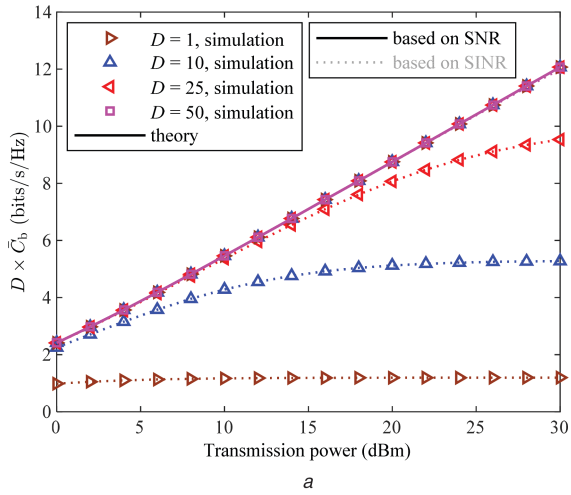 14
12
10
8
6
4
2
0
D × C̄b (bits/s/Hz)
D = 1, simulation
D = 10, simulation
D = 25, simulation
D = 50, simulation
theory
based on SNR
based on SINR
0 5 10 15 20 25 30
Transmission power (dBm)
a